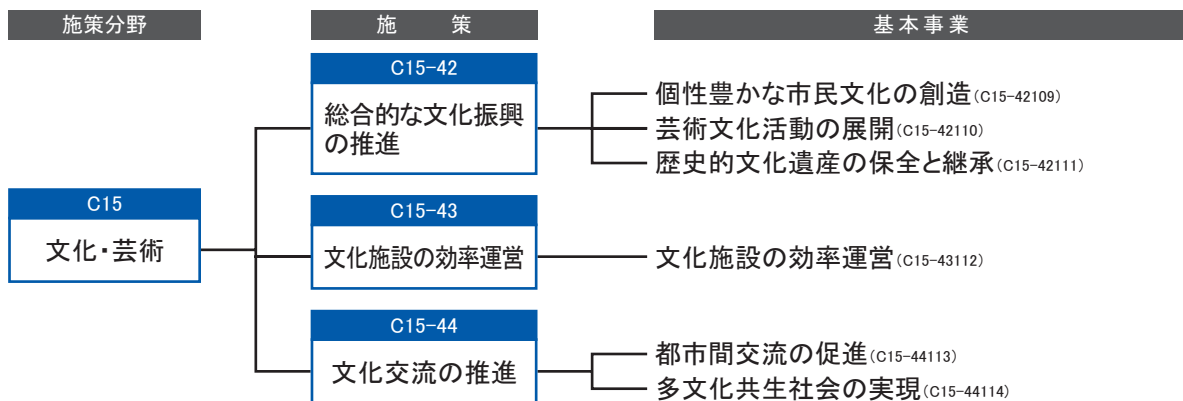 施策分野
施　策
基本事業
C15
文化・芸術
C15-42
総合的な文化振興
の推進
個性豊かな市民文化の創造(C15-42109)
芸術文化活動の展開(C15-42110)
歴史的文化遺産の保全と継承(C15-42111)
C15-43
文化施設の効率運営
文化施設の効率運営(C15-43112)
C15-44
文化交流の推進
都市間交流の促進(C15-44113)
多文化共生社会の実現(C15-44114)